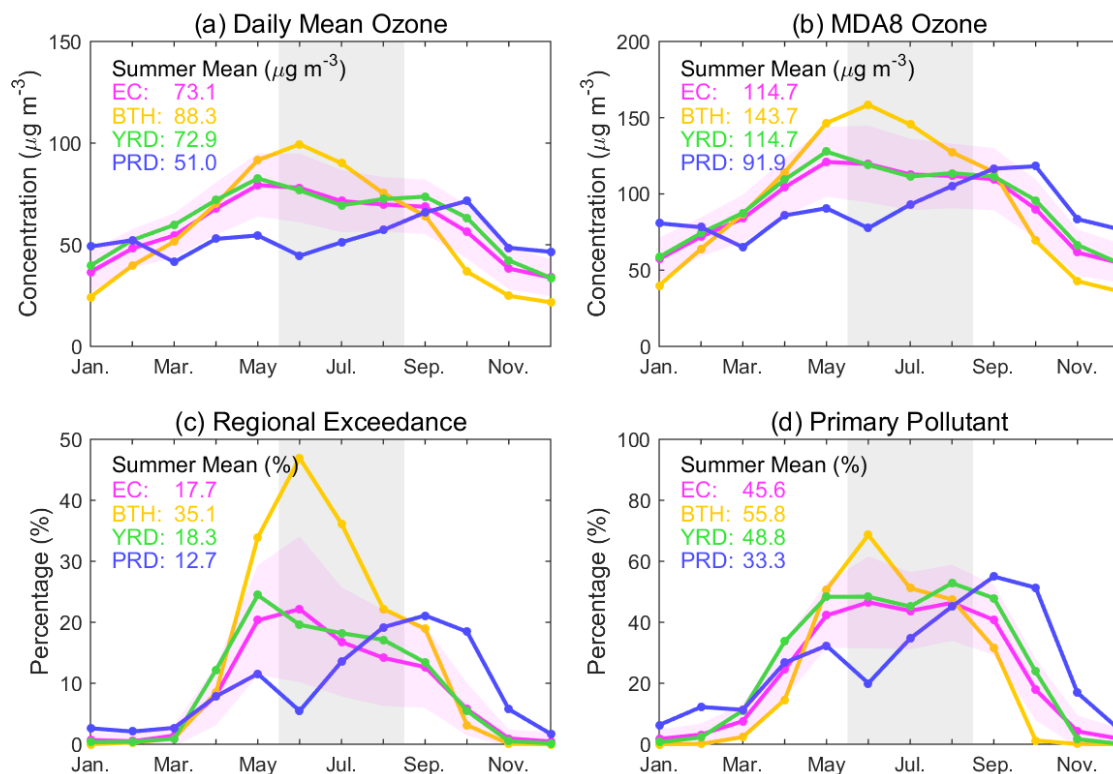 (a) Daily Mean Ozone
150
100
50
0
Concentration (μg m⁻³)
Summer Mean (μg m⁻³)
EC: 73.1
BTH: 88.3
YRD: 72.9
PRD: 51.0
Jan. Mar. May Jul. Sep. Nov.
(b) MDA8 Ozone
200
150
100
50
0
Concentration (μg m⁻³)
Summer Mean (μg m⁻³)
EC: 114.7
BTH: 143.7
YRD: 114.7
PRD: 91.9
Jan. Mar. May Jul. Sep. Nov.
(c) Regional Exceedance
50
40
30
20
10
0
Percentage (%)
Summer Mean (%)
EC: 17.7
BTH: 35.1
YRD: 18.3
PRD: 12.7
Jan. Mar. May Jul. Sep. Nov.
(d) Primary Pollutant
100
80
60
40
20
0
Percentage (%)
Summer Mean (%)
EC: 45.6
BTH: 55.8
YRD: 48.8
PRD: 33.3
Jan. Mar. May Jul. Sep. Nov.